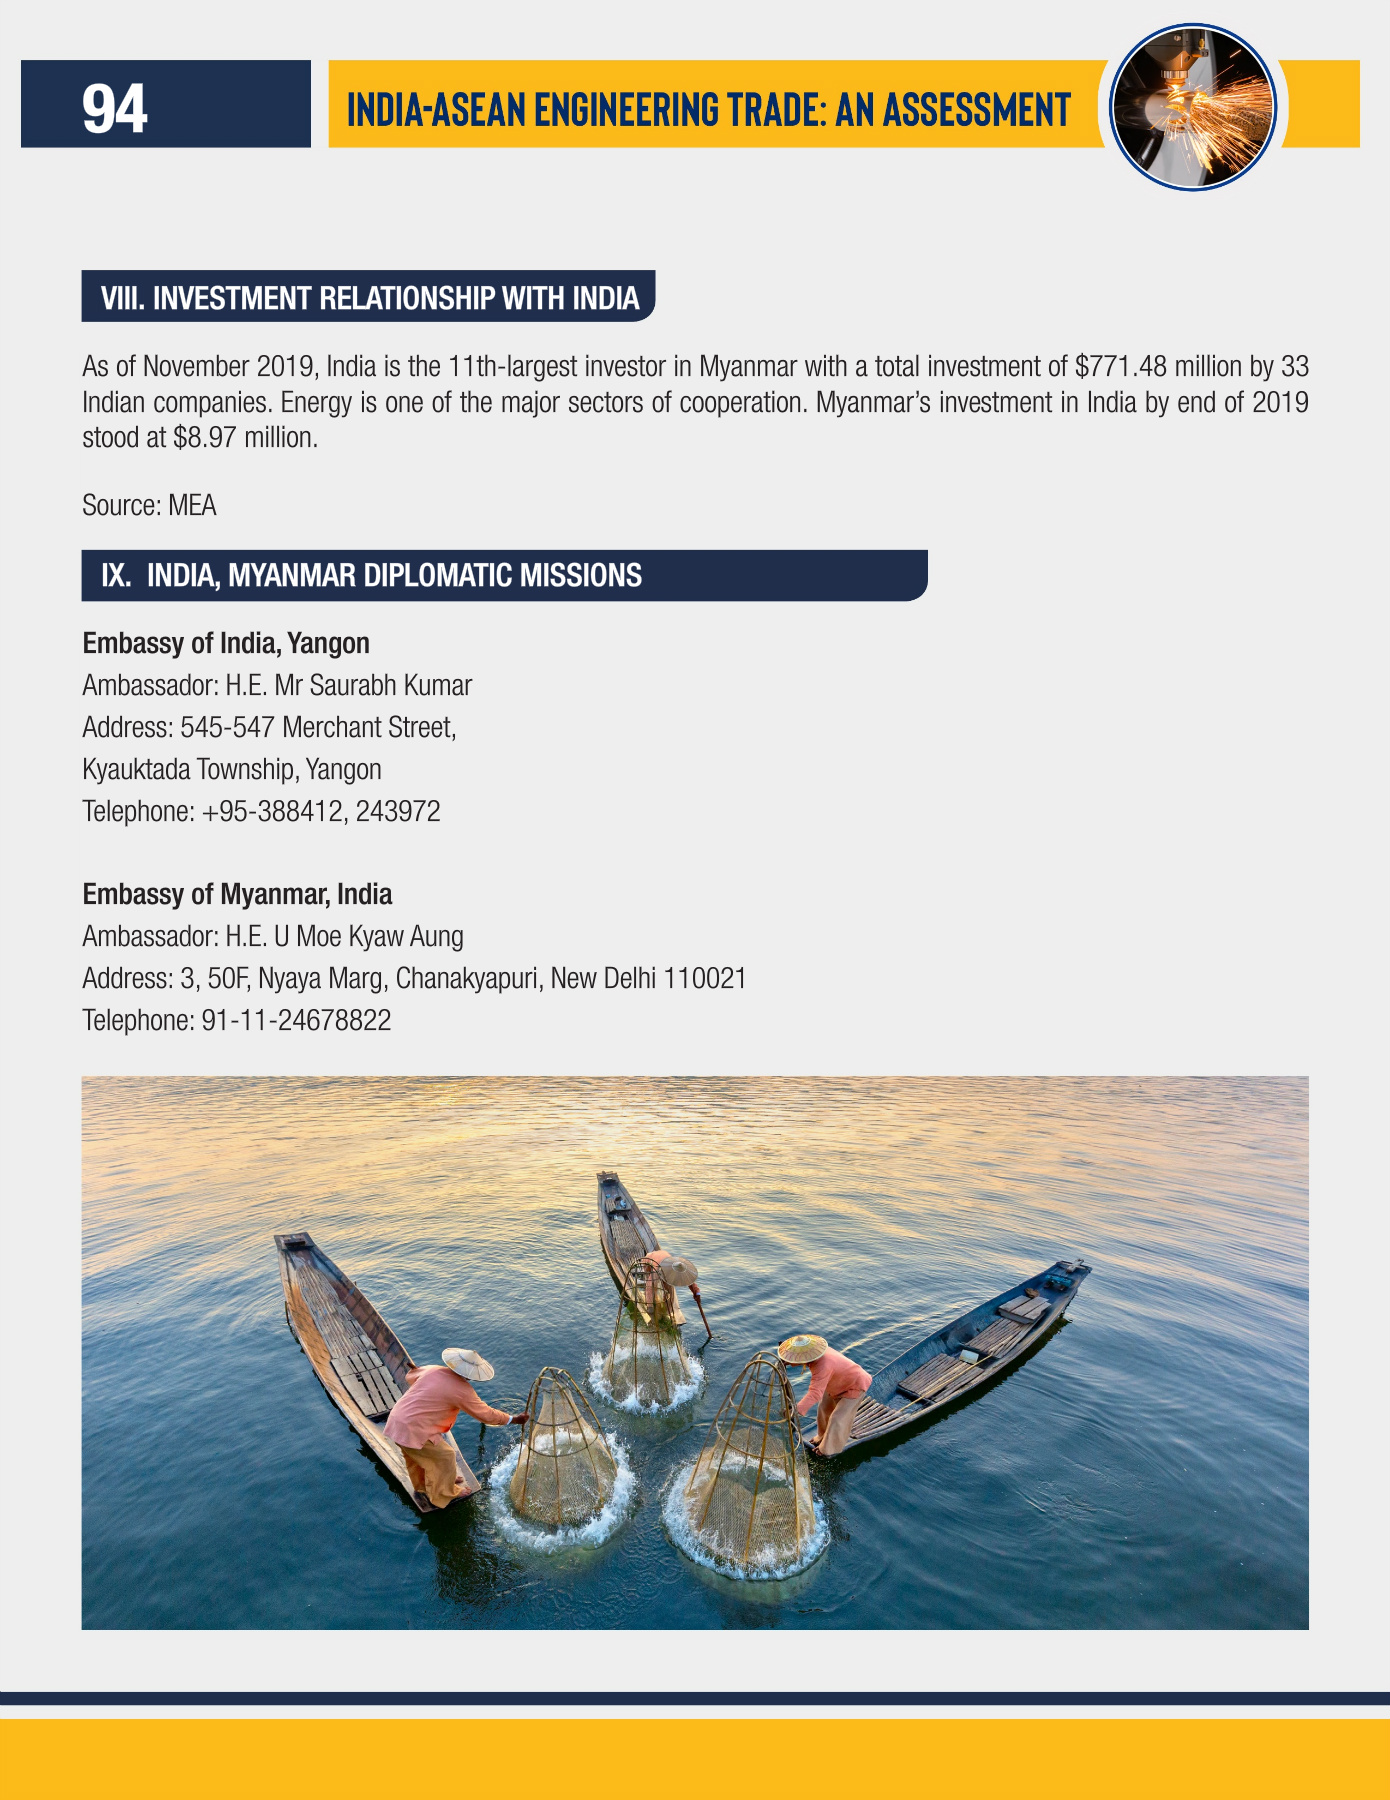 94
INDIA-ASEAN ENGINEERING TRADE: AN ASSESSMENT
VIII. INVESTMENT RELATIONSHIP WITH INDIA
As of November 2019, India is the 11th-largest investor in Myanmar with a total investment of $771.48 million by 33
Indian companies. Energy is one of the major sectors of cooperation. Myanmar’s investment in India by end of 2019
stood at $8.97 million.
Source: MEA
IX. INDIA, MYANMAR DIPLOMATIC MISSIONS
Embassy of India, Yangon
Ambassador: H.E. Mr Saurabh Kumar
Address: 545-547 Merchant Street,
Kyauktada Township, Yangon
Telephone: +95-388412, 243972
Embassy of Myanmar, India
Ambassador: H.E. U Moe Kyaw Aung
Address: 3, 50F, Nyaya Marg, Chanakyapuri, New Delhi 110021
Telephone: 91-11-24678822